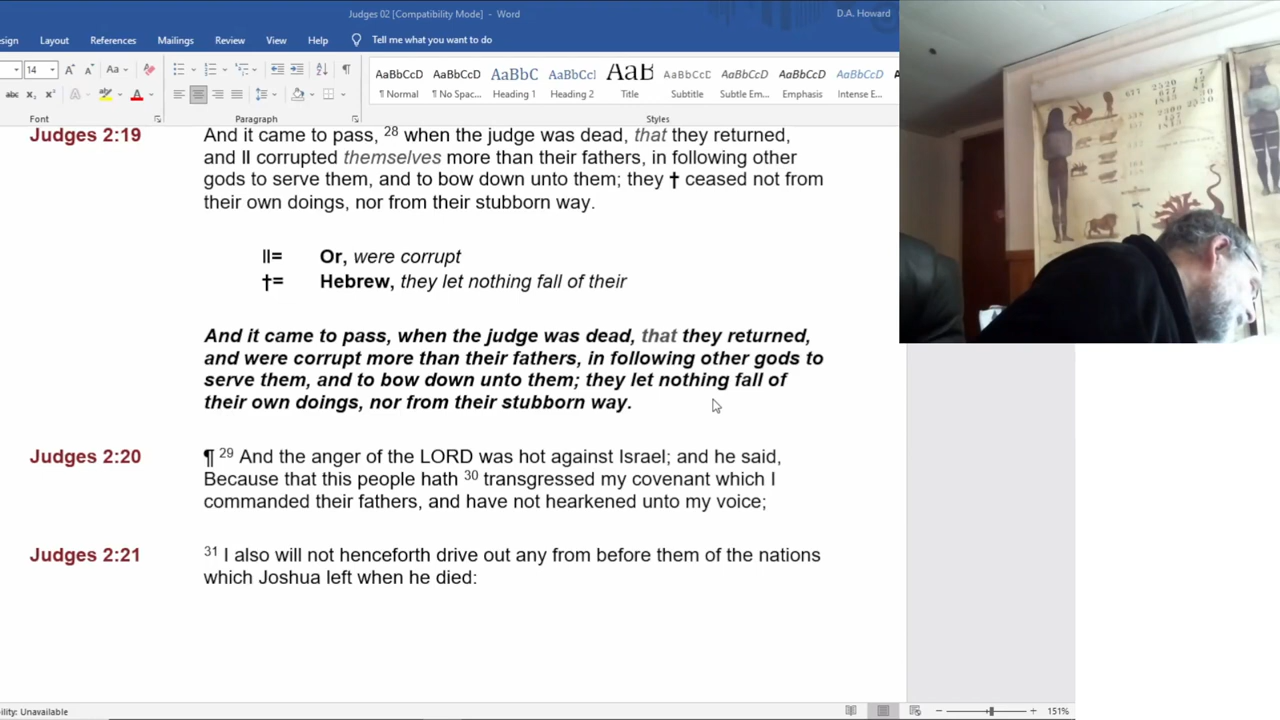 Judges 02 [Compatibility Mode] - Word
D.A. Howard
sign Layout References Mailings Review View Help Tell me what you want to do
14
Aa
abc x₂ x² A A
Font
Paragraph
AaBbCcD AaBbCcD AaBbC AaBbCcl AaB AaBbCcC AaBbCcD AaBbCcD AaBbCcD
¶ Normal ¶ No Spac... Heading 1 Heading 2 Title Subtitle Subtle Em... Emphasis Intense E...
Styles
Judges 2:19 And it came to pass, 28 when the judge was dead, that they returned,
and II corrupted themselves more than their fathers, in following other
gods to serve them, and to bow down unto them; they † ceased not from
their own doings, nor from their stubborn way.
ll= Or, were corrupt
†= Hebrew, they let nothing fall of their
And it came to pass, when the judge was dead, that they returned,
and were corrupt more than their fathers, in following other gods to
serve them, and to bow down unto them; they let nothing fall of
their own doings, nor from their stubborn way.
Judges 2:20 ¶ 29 And the anger of the LORD was hot against Israel; and he said,
Because that this people hath 30 transgressed my covenant which I
commanded their fathers, and have not hearkened unto my voice;
Judges 2:21 31 I also will not henceforth drive out any from before them of the nations
which Joshua left when he died:
bility: Unavailable
151%